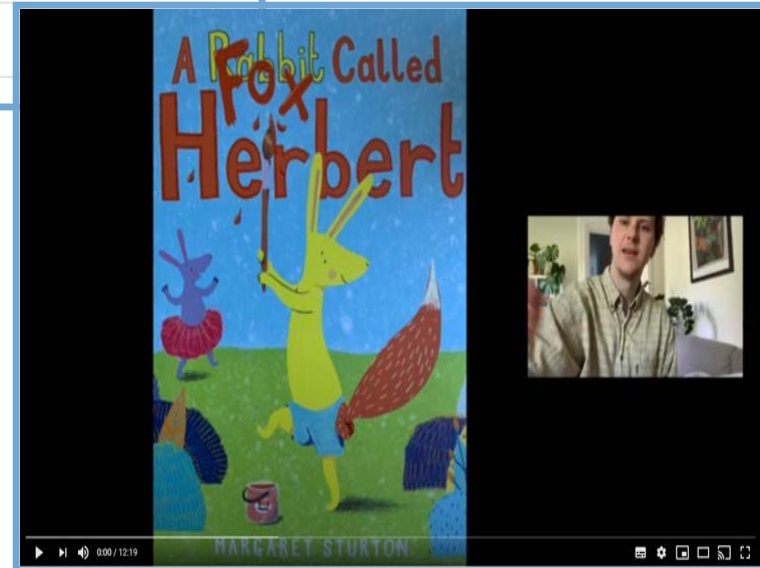 A Rabbit Called
Fox
Herbert
MARGARET STURTON
0:00 / 12:19